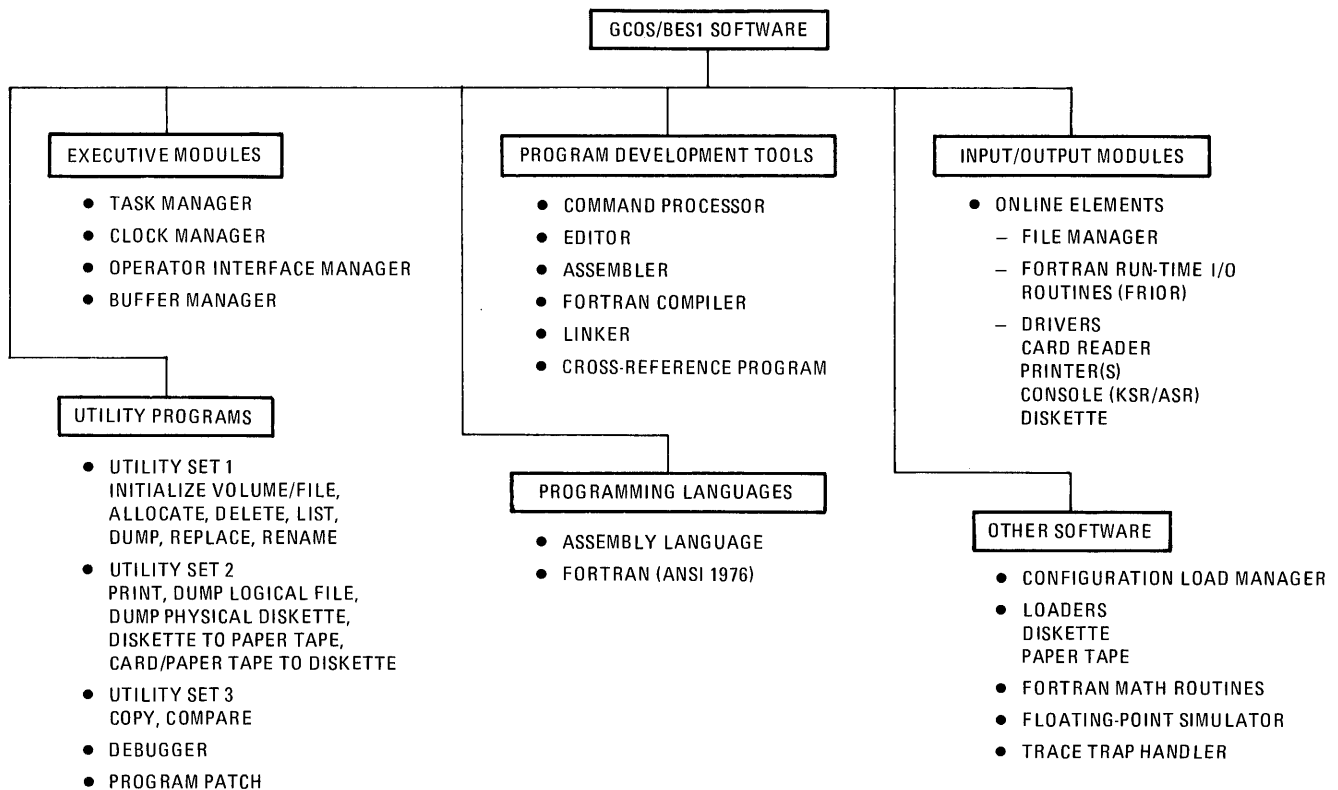 GCOS/BES1 SOFTWARE
EXECUTIVE MODULES
● TASK MANAGER
● CLOCK MANAGER
● OPERATOR INTERFACE MANAGER
● BUFFER MANAGER
UTILITY PROGRAMS
● UTILITY SET 1
INITIALIZE VOLUME/FILE,
ALLOCATE, DELETE, LIST,
DUMP, REPLACE, RENAME
● UTILITY SET 2
PRINT, DUMP LOGICAL FILE,
DUMP PHYSICAL DISKETTE,
DISKETTE TO PAPER TAPE,
CARD/PAPER TAPE TO DISKETTE
● UTILITY SET 3
COPY, COMPARE
● DEBUGGER
● PROGRAM PATCH
PROGRAM DEVELOPMENT TOOLS
● COMMAND PROCESSOR
● EDITOR
● ASSEMBLER
● FORTRAN COMPILER
● LINKER
● CROSS-REFERENCE PROGRAM
PROGRAMMING LANGUAGES
● ASSEMBLY LANGUAGE
● FORTRAN (ANSI 1976)
INPUT/OUTPUT MODULES
● ONLINE ELEMENTS
– FILE MANAGER
– FORTRAN RUN-TIME I/O
ROUTINES (FRIOR)
– DRIVERS
CARD READER
PRINTER(S)
CONSOLE (KSR/ASR)
DISKETTE
OTHER SOFTWARE
● CONFIGURATION LOAD MANAGER
● LOADERS
DISKETTE
PAPER TAPE
● FORTRAN MATH ROUTINES
● FLOATING-POINT SIMULATOR
● TRACE TRAP HANDLER